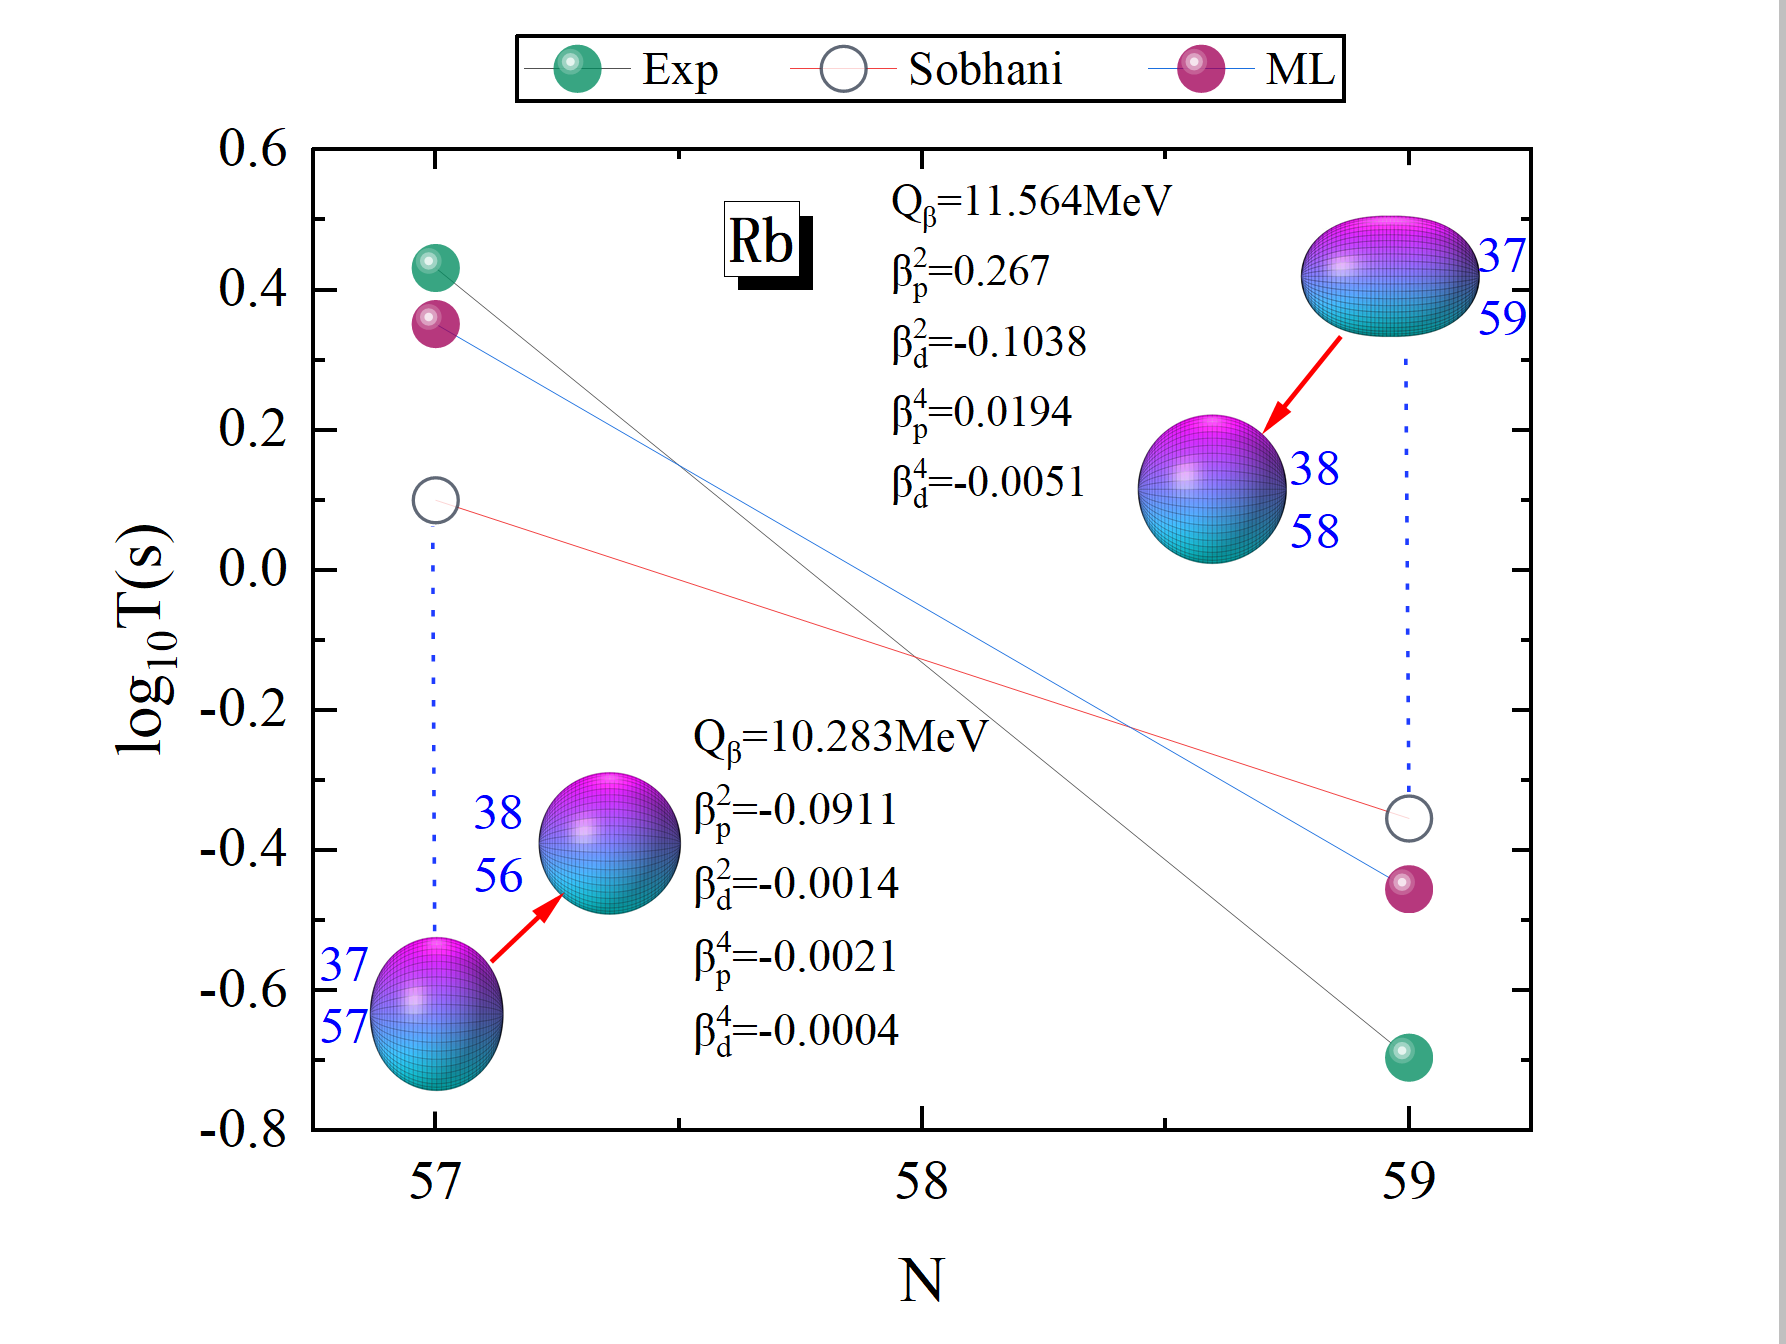 Exp Sobhani ML
0.6
0.4
0.2
0.0
-0.2
-0.4
-0.6
-0.8
log₁₀T(s)
Rb
Qᵦ=11.564MeV
β²ₚ=0.267
β²d=-0.1038
β⁴ₚ=0.0194
β⁴d=-0.0051
37
59
38
58
Qᵦ=10.283MeV
β²ₚ=-0.0911
β²d=-0.0014
β⁴ₚ=-0.0021
β⁴d=-0.0004
38
56
37
57
57 58 59
N